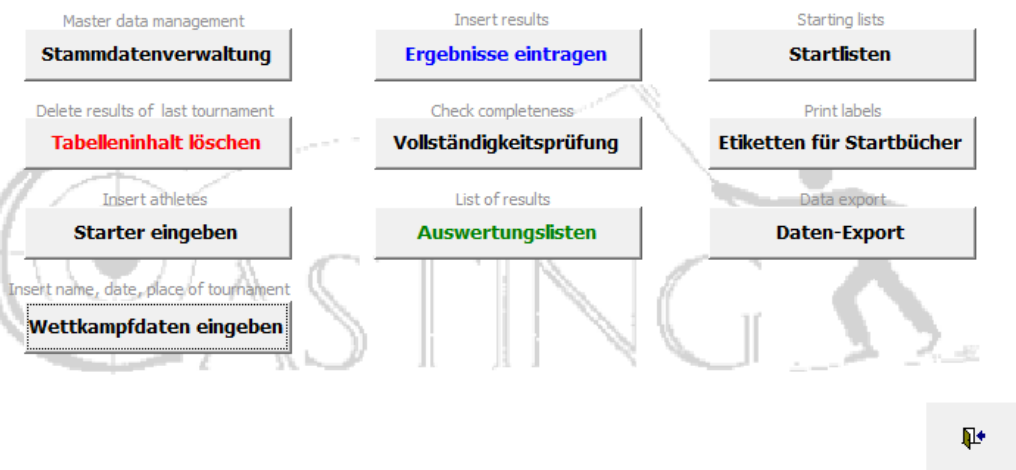 Master data management
Stammdatenverwaltung
Delete results of last tournament
Tabelleninhalt löschen
Insert athletes
Starter eingeben
Insert name, date, place of tournament
Wettkampfdaten eingeben
Insert results
Ergebnisse eintragen
Check completeness
Vollständigkeitsprüfung
List of results
Auswertungslisten
Starting lists
Startlisten
Print labels
Etiketten für Startbücher
Data export
Daten-Export
CASTING